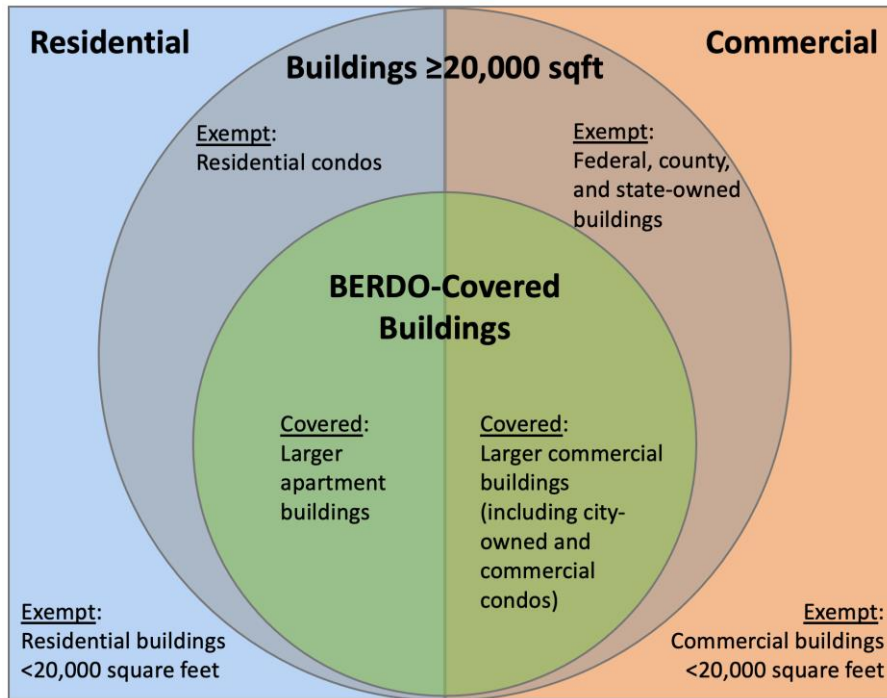 Residential
Commercial
Buildings ≥20,000 sqft
Exempt:
Residential condos
Exempt:
Federal, county,
and state-owned
buildings
BERDO-Covered
Buildings
Covered:
Larger
apartment
buildings
Covered:
Larger commercial
buildings
(including city-
owned and
commercial
condos)
Exempt:
Residential buildings
<20,000 square feet
Exempt:
Commercial buildings
<20,000 square feet